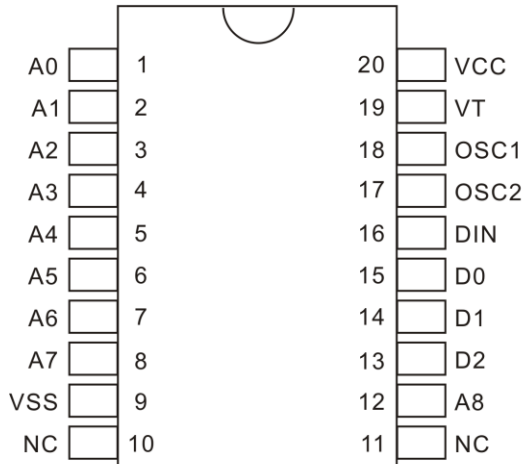 A0 1 20 VCC
A1 2 19 VT
A2 3 18 OSC1
A3 4 17 OSC2
A4 5 16 DIN
A5 6 15 D0
A6 7 14 D1
A7 8 13 D2
VSS 9 12 A8
NC 10 11 NC